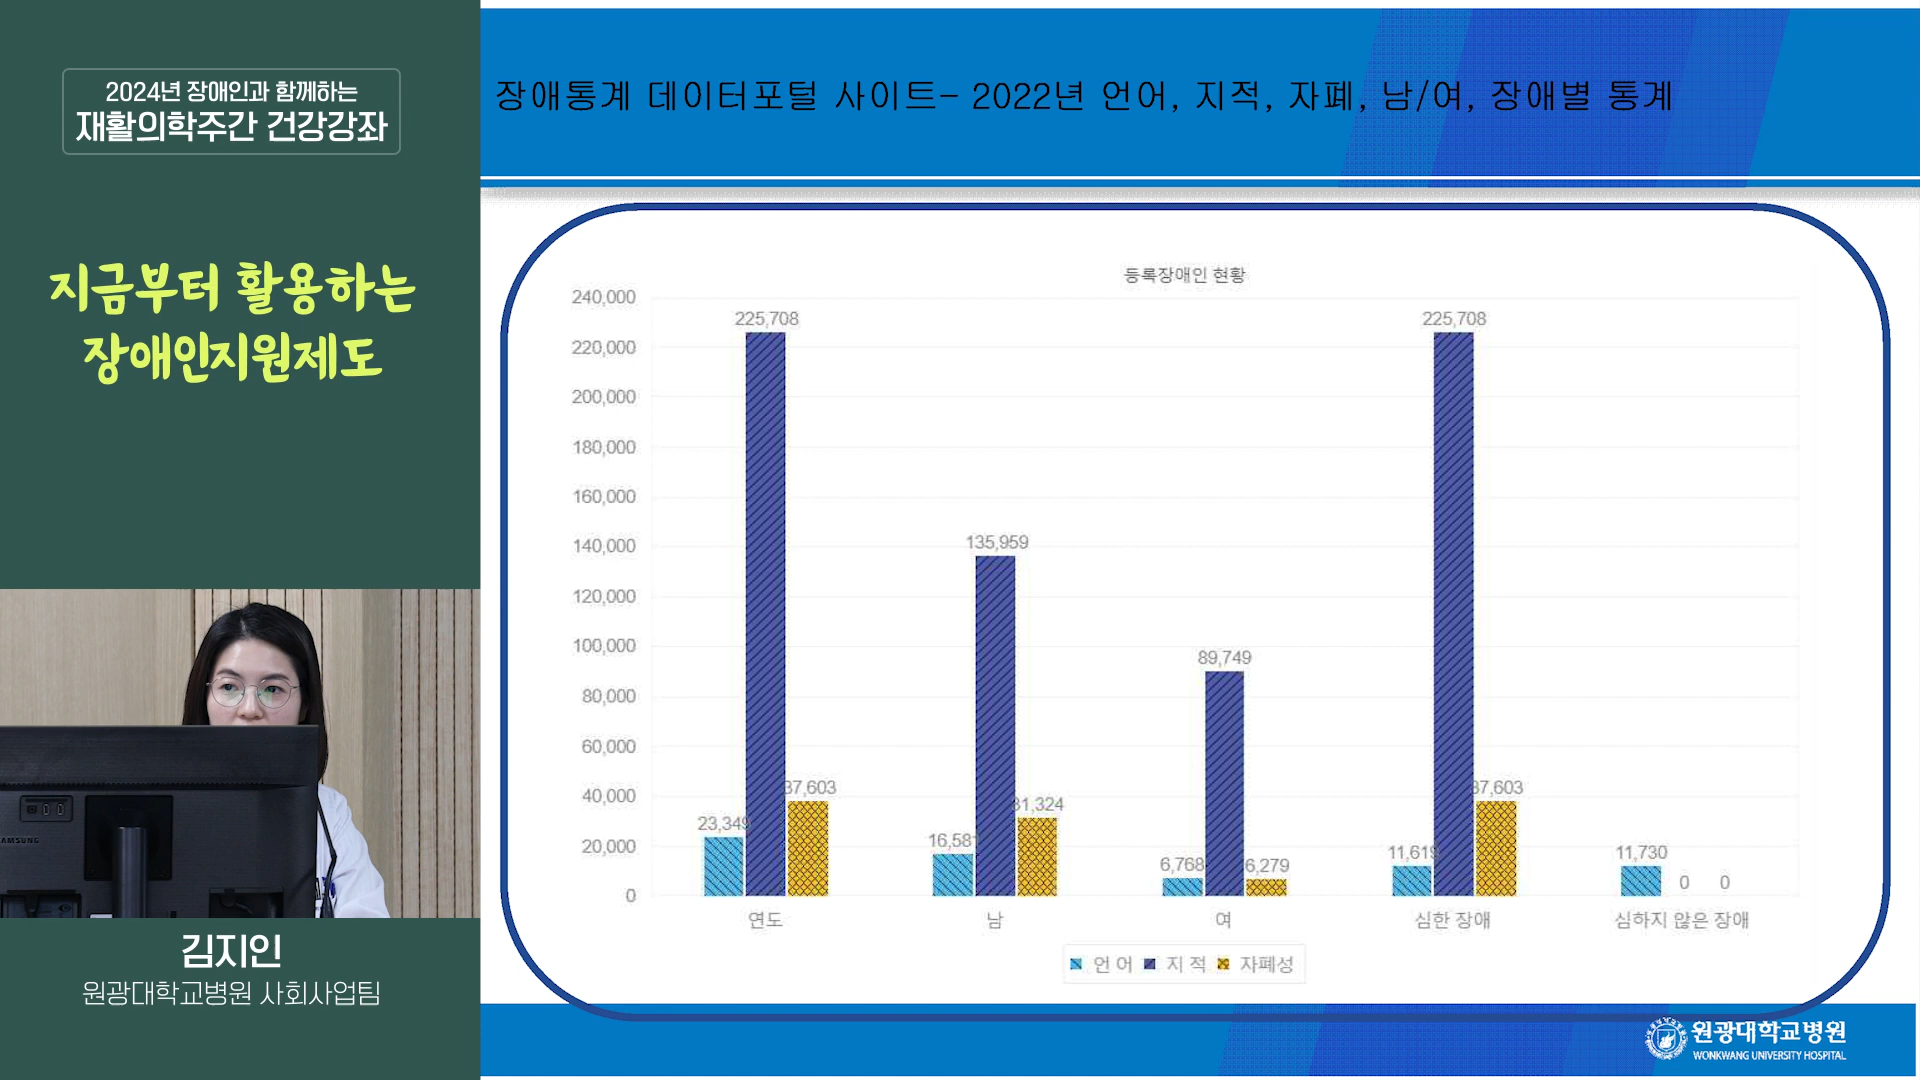 2024년 장애인과 함께하는
재활의학주간 건강강좌
지금부터 활용하는
장애인지원제도
SAMSUNG
김지인
원광대학교병원 사회사업팀
장애통계 데이터포털 사이트- 2022년 언어, 지적, 자폐, 남/여, 장애별 통계
등록장애인 현황
240,000
220,000
200,000
180,000
160,000
140,000
120,000
100,000
80,000
60,000
40,000
20,000
0
23,349
225,708
37,603
16,581
135,959
31,324
6,768
89,749
6,279
11,619
225,708
37,603
11,730
0
0
연도
남
여
심한 장애
심하지 않은 장애
언 어
지 적
자폐성
원광대학교병원
WONKWANG UNIVERSITY HOSPITAL